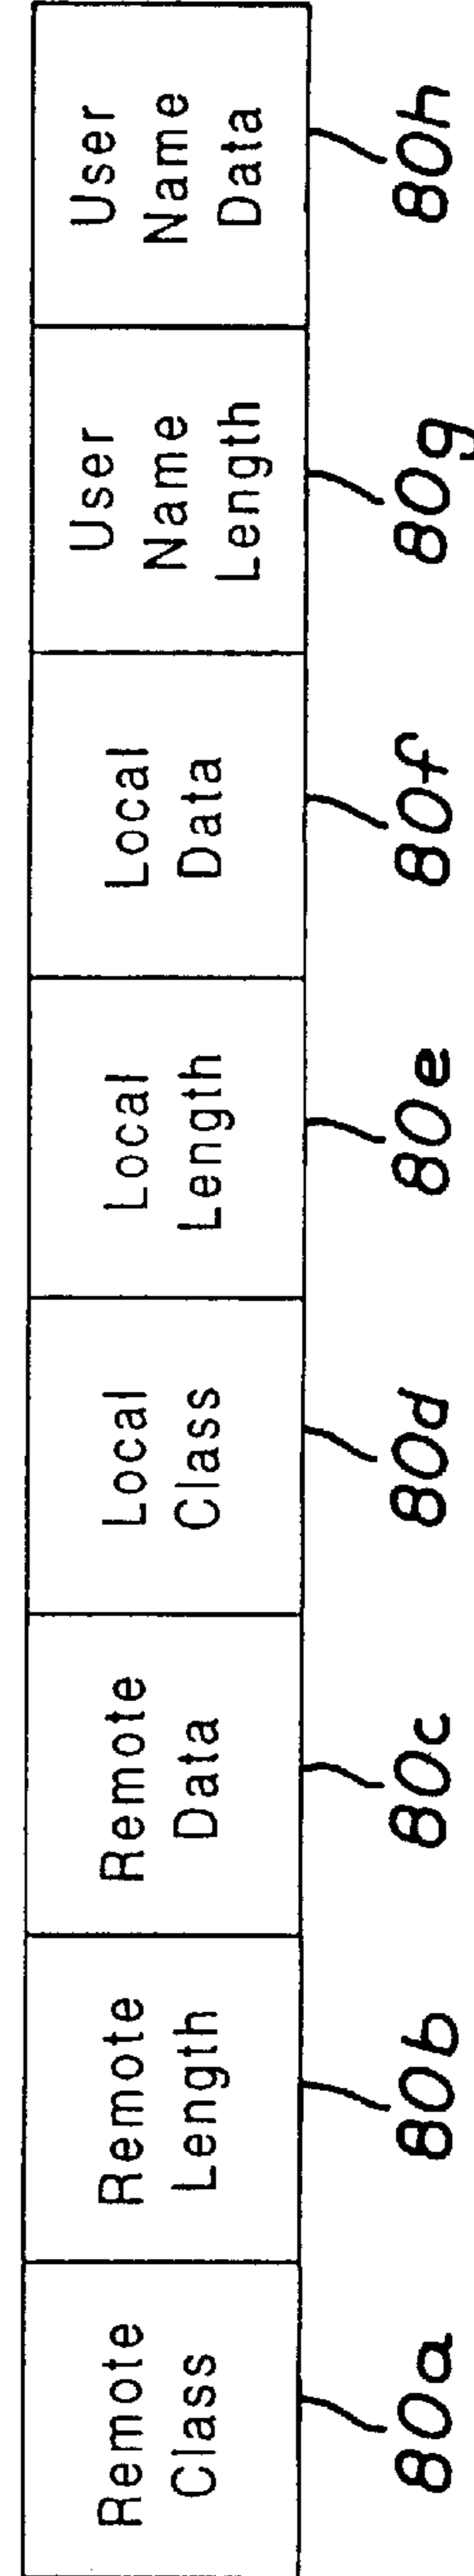 Remote
Class
Remote
Length
Remote
Data
Local
Class
Local
Length
Local
Data
User
Name
Length
User
Name
Data
80a
80b
80c
80d
80e
80f
80g
80h